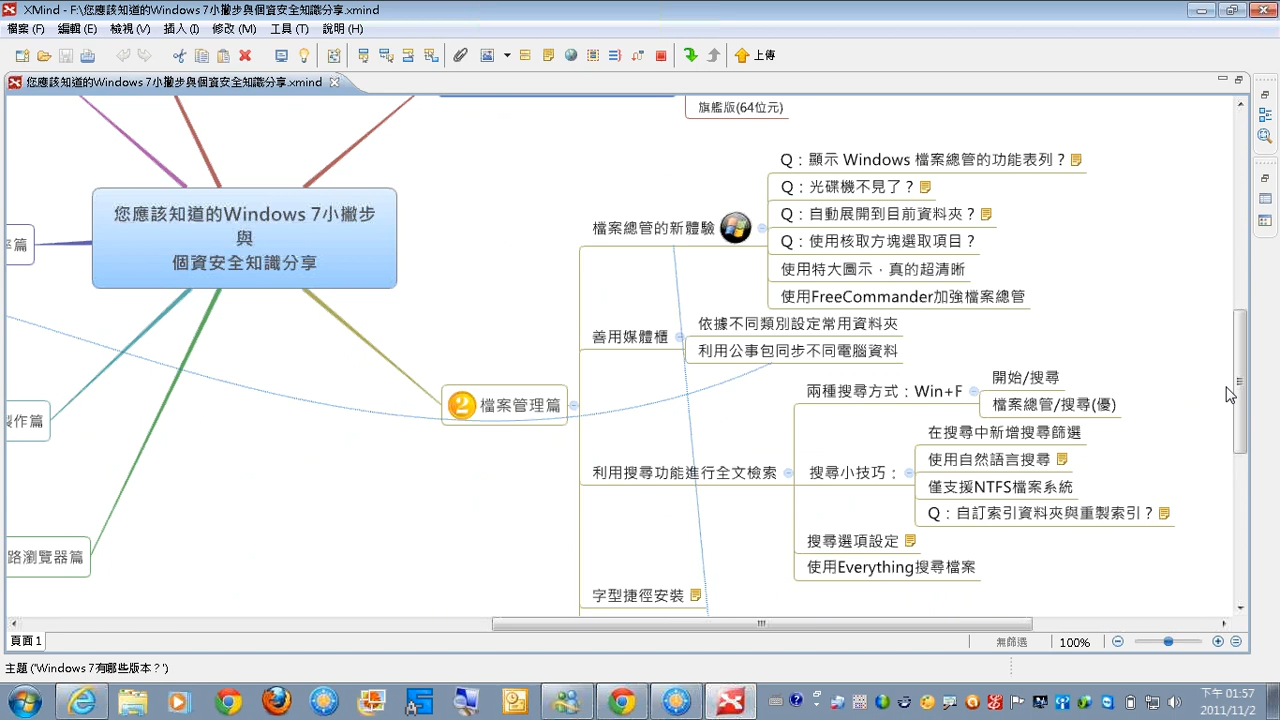 XMind - F:\您應該知道的Windows 7小撇步與個資安全知識分享.xmind
檔案 (F) 編輯 (E) 檢視 (V) 插入 (I) 修改 (M) 工具 (T) 說明 (H)
上傳
您應該知道的Windows 7小撇步與個資安全知識分享.xmind
旗艦版(64位元)
Q：顯示 Windows 檔案總管的功能表列？
Q：光碟機不見了？
您應該知道的Windows 7小撇步
Q：自動展開到目前資料夾？
檔案總管的新體驗
與
Q：使用核取方塊選取項目？
率篇
個資安全知識分享
使用特大圖示，真的超清晰
使用FreeCommander加強檔案總管
依據不同類別設定常用資料夾
善用媒體櫃
利用公事包同步不同電腦資料
開始/搜尋
兩種搜尋方式：Win+F
2 檔案管理篇
檔案總管/搜尋(優)
製作篇
在搜尋中新增搜尋篩選
使用自然語言搜尋
利用搜尋功能進行全文檢索
搜尋小技巧：
僅支援NTFS檔案系統
Q：自訂索引資料夾與重製索引？
搜尋選項設定
路瀏覽器篇
使用Everything搜尋檔案
字型捷徑安裝
頁面 1
無篩選
100%
主題 ('Windows 7有哪些版本？')
下午 01:57
2011/11/2